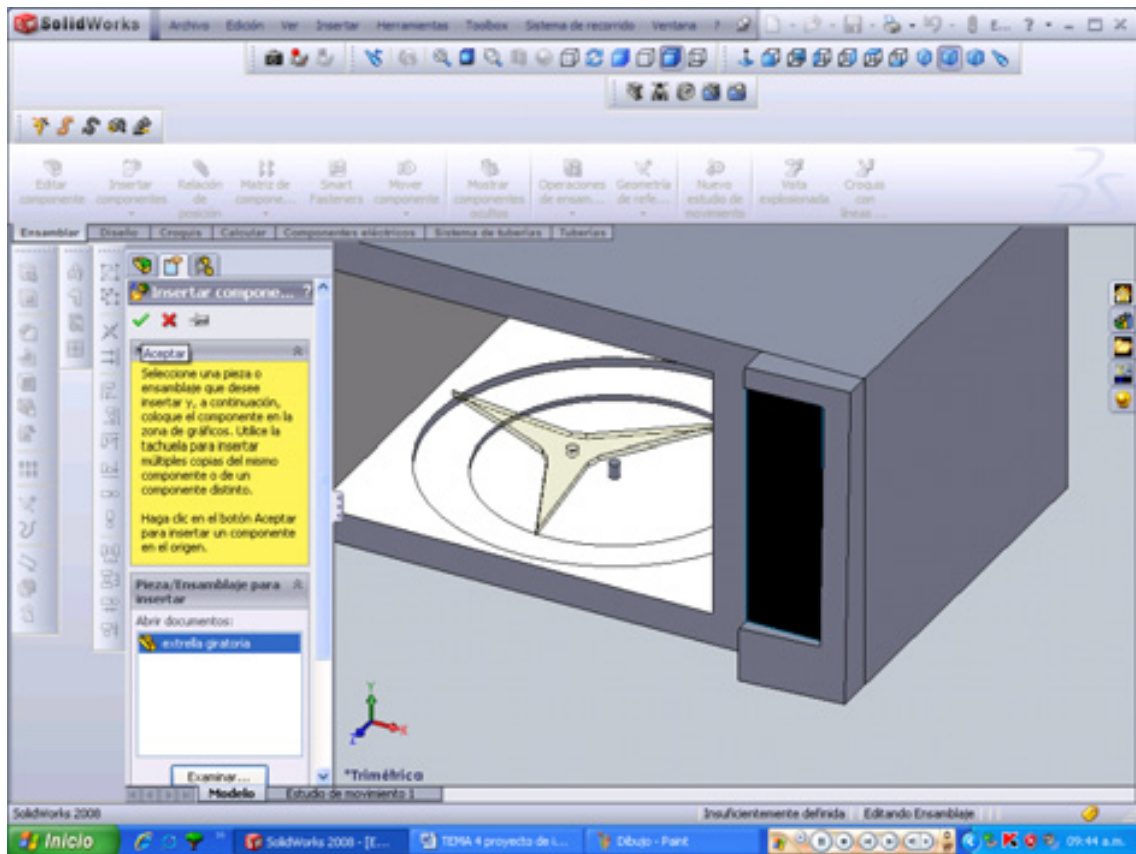 SolidWorks
Archivo Edición Ver Insertar Herramientas Toolbox Sistema de recorrido Ventana ?
E... ?
Editar componente
Insertar componentes
Relación de posición
Matriz de compone...
Smart Fasteners
Mover componente
Mostrar componentes ocultos
Operaciones de ensam...
Geometría de refe...
Nuevo estudio de movimiento
Vista explosionada
Croquis con líneas ...
Ensamblar Diseño Croquis Calcular Componentes eléctricos Sistema de tuberías Tuberías
Insertar compone... ?
Aceptar
Seleccione una pieza o
ensamblaje que desee
insertar y, a continuación,
coloque el componente en la
zona de gráficos. Utilice la
tachuela para insertar
múltiples copias del mismo
componente o de un
componente distinto.
Haga clic en el botón Aceptar
para insertar un componente
en el origen.
Pieza/Ensamblaje para
insertar
Abrir documentos:
extrella giratoria
Examinar...
Y
X
Z
*Trimétrica
Modelo Estudio de movimiento 1
SolidWorks 2008 Insuficientemente definida Editando Ensamblaje
Inicio SolidWorks 2008 - [E... TEMA 4 proyecto de i... Dibujo - Paint 09:44 a.m.